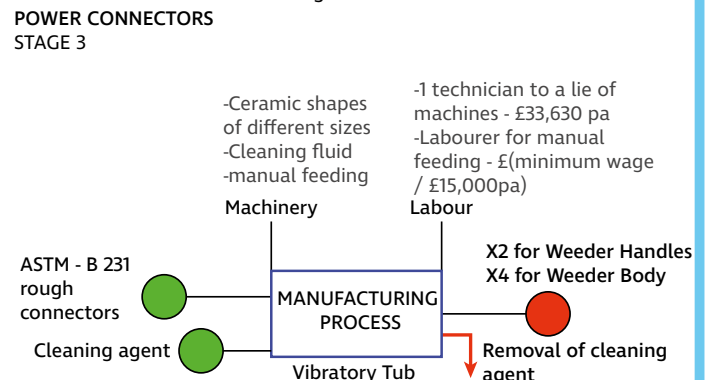 POWER CONNECTORS
STAGE 3
-Ceramic shapes
of different sizes
-Cleaning fluid
-manual feeding
Machinery
-1 technician to a lie of
machines - £33,630 pa
-Labourer for manual
feeding - £(minimum wage
/ £15,000pa)
Labour
ASTM - B 231
rough
connectors
Cleaning agent
MANUFACTURING
PROCESS
Vibratory Tub
X2 for Weeder Handles
X4 for Weeder Body
Removal of cleaning
agent